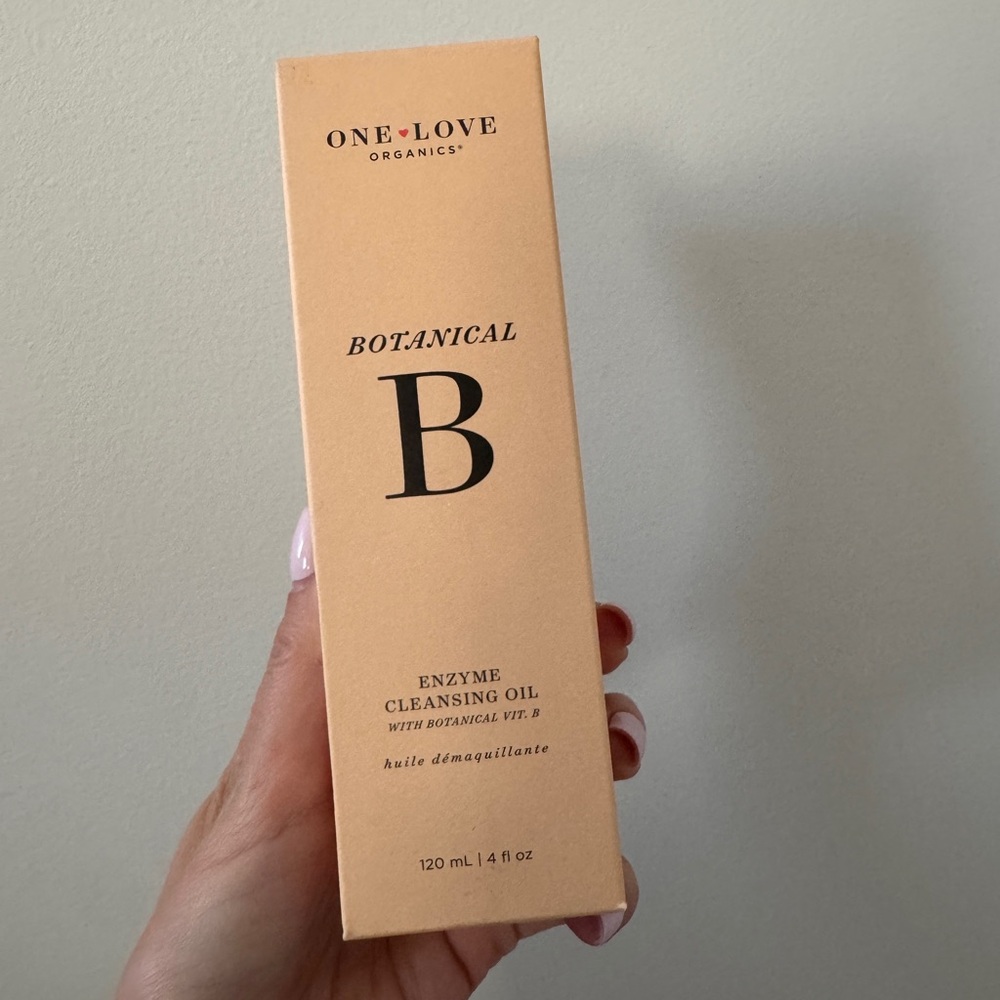 ONE♥LOVE
ORGANICS®
BOTANICAL
B
ENZYME
CLEANSING OIL
WITH BOTANICAL VIT. B
huile démaquillante
120 mL | 4 fl oz